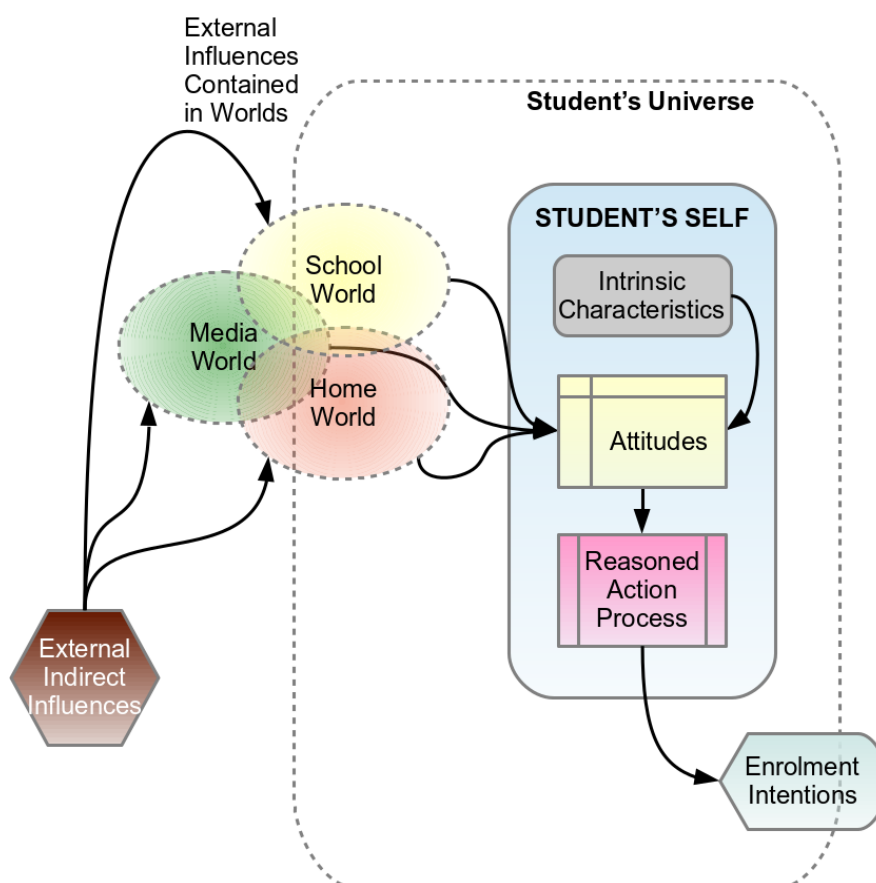 External
Influences
Contained
in Worlds
Student's Universe
STUDENT'S SELF
School
World
Intrinsic
Characteristics
Media
World
Home
World
Attitudes
Reasoned
Action
Process
External
Indirect
Influences
Enrolment
Intentions